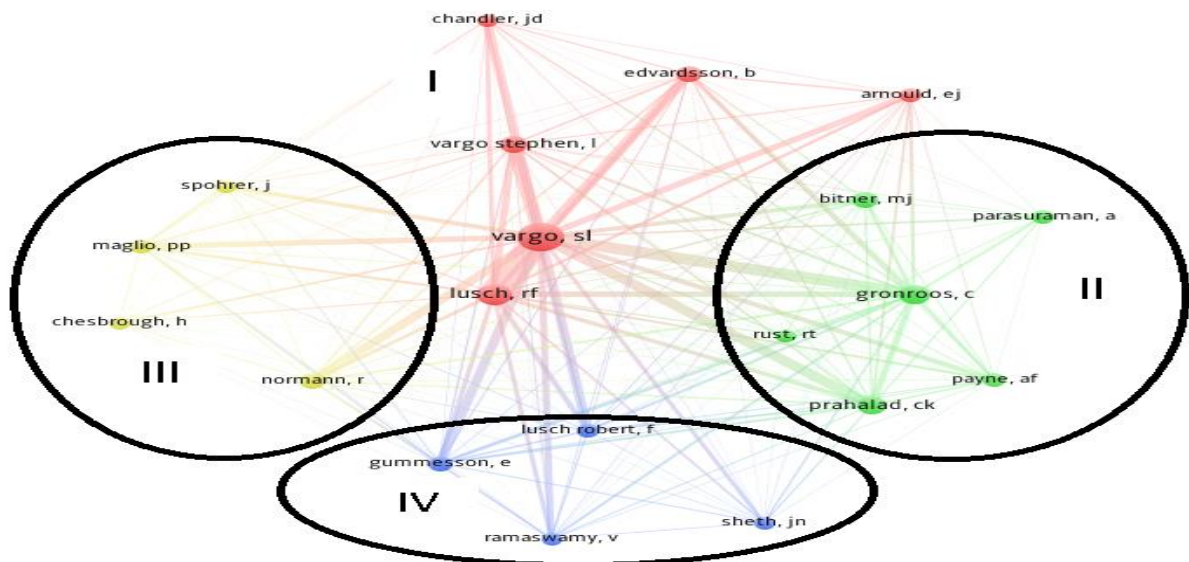 chandler, jd
I
edvardsson, b
arnould, ej
vargo stephen, l
spohrer, j
bitner, mj
parasuraman, a
maglio, pp
vargo, sl
lusch, rf
gronroos, c
II
chesbrough, h
rust, rt
III
normann, r
payne, af
prahalad, ck
lusch robert, f
gummesson, e
IV
sheth, jn
ramaswamy, v